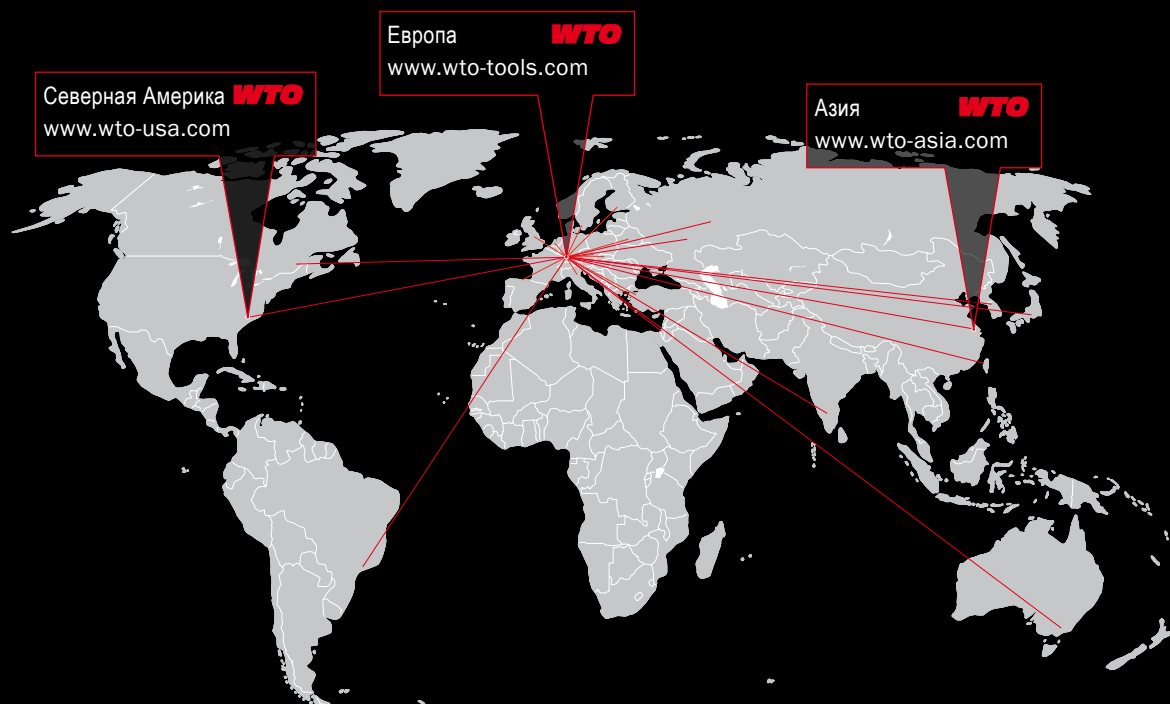 Европа WTO
www.wto-tools.com
Северная Америка WTO
www.wto-usa.com
Азия WTO
www.wto-asia.com